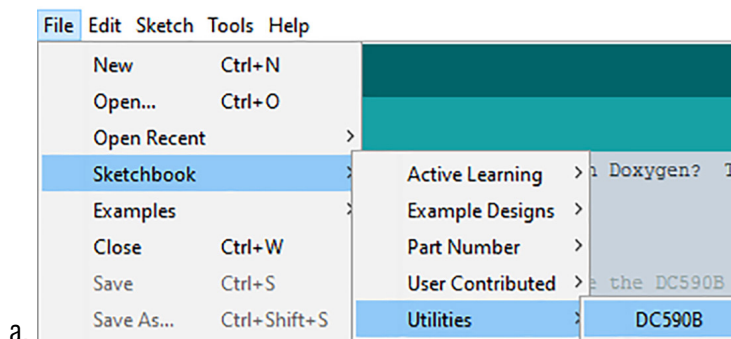 File Edit Sketch Tools Help
New Ctrl+N
Open... Ctrl+O
Open Recent >
Sketchbook > Active Learning > n Doxygen? T
Examples > Example Designs >
Close Ctrl+W Part Number >
Save Ctrl+S User Contributed > e the DC590B
a Save As... Ctrl+Shift+S Utilities > DC590B